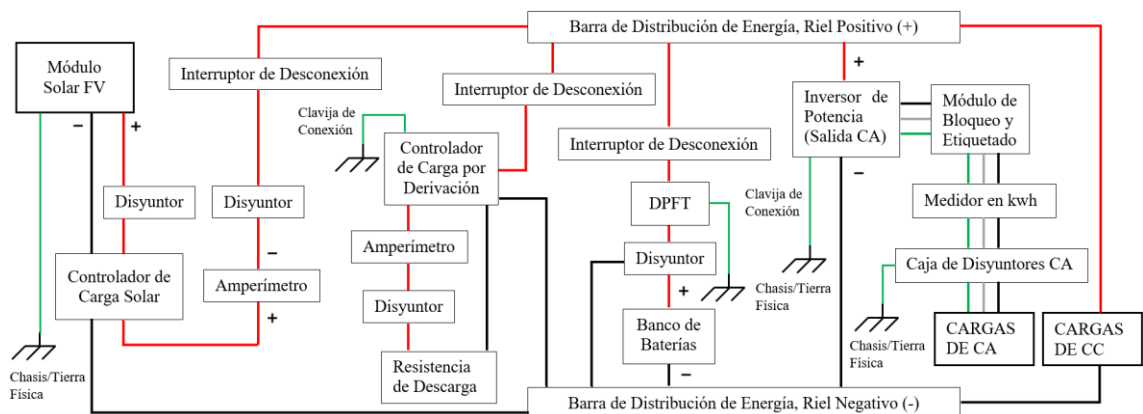 Barra de Distribución de Energía, Riel Positivo (+)
Módulo
Solar FV
Interruptor de Desconexión
Interruptor de Desconexión
+
Inversor de
Potencia
(Salida CA)
Módulo de
Bloqueo y
Etiquetado
−
+
Clavija de
Conexión
Controlador
de Carga por
Derivación
Interruptor de Desconexión
−
Disyuntor
Disyuntor
DPFT
Clavija de
Conexión
Medidor en kwh
Amperímetro
−
Disyuntor
Caja de Disyuntores CA
Controlador de
Carga Solar
Amperímetro
+
+
Chasis/Tierra
Física
Chasis/Tierra
Física
Disyuntor
Banco de
Baterías
−
CARGAS
DE CA
CARGAS
DE CC
Chasis/Tierra
Física
Chasis/Tierra
Física
Resistencia
de Descarga
Barra de Distribución de Energía, Riel Negativo (-)